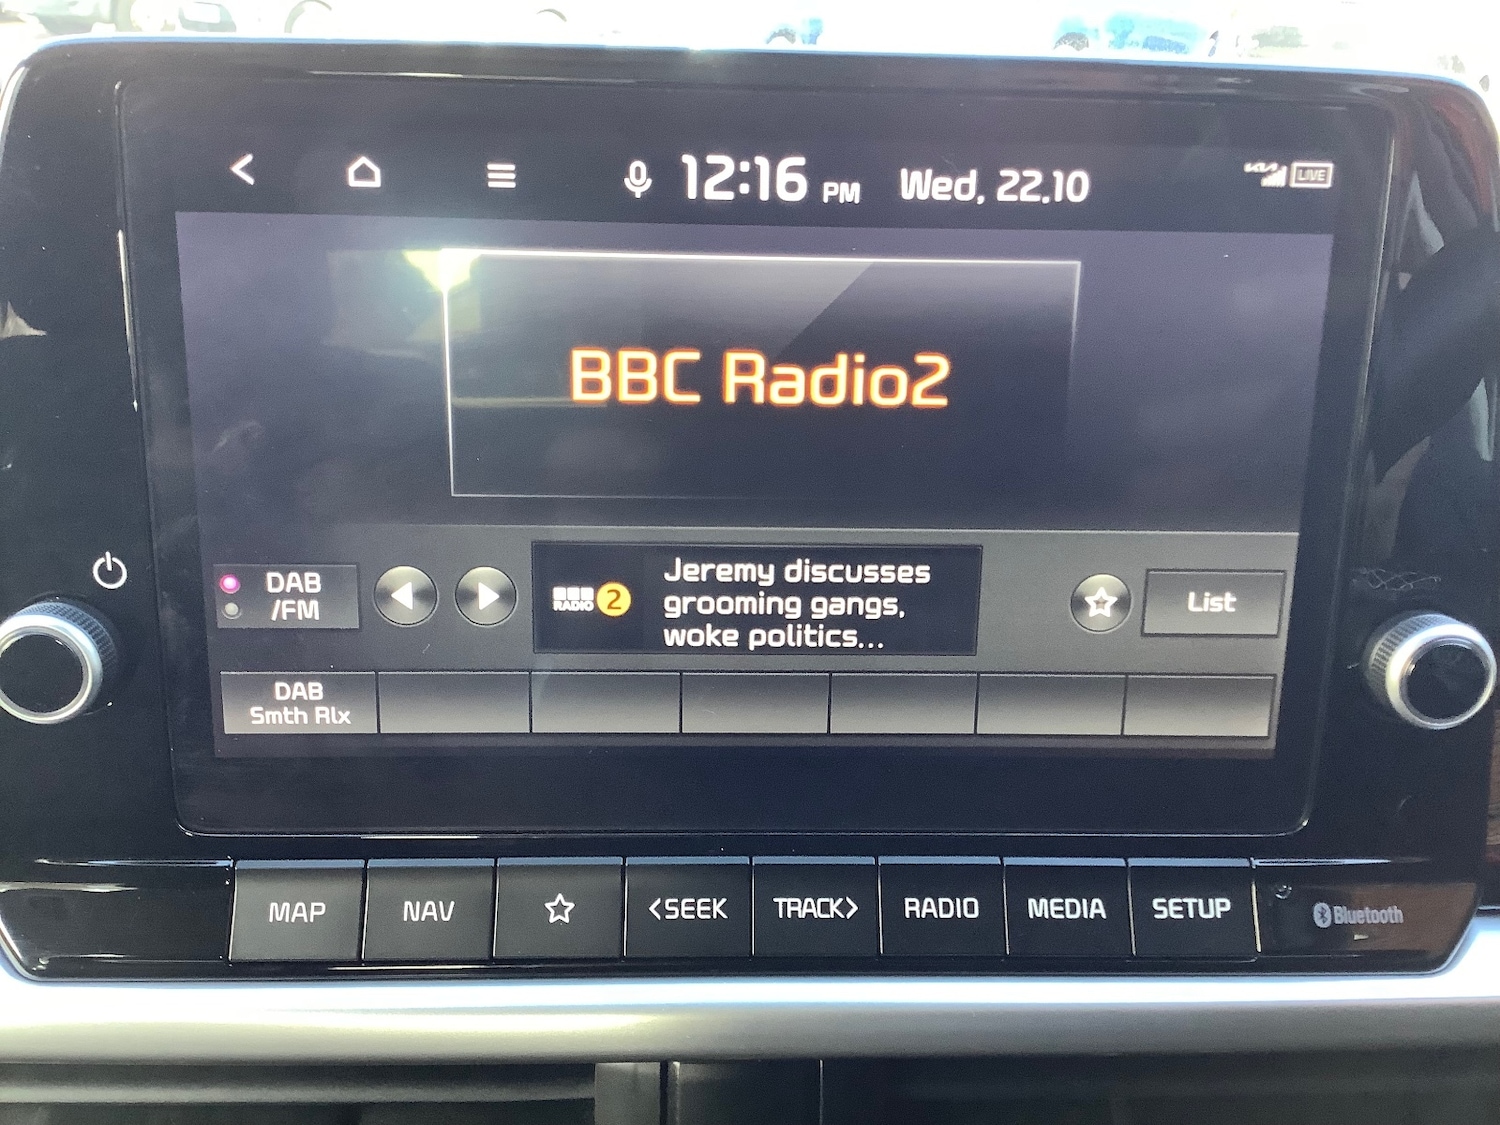 12:16 PM Wed, 22.10
LIVE
BBC Radio2
DAB
/FM
BBC
RADIO 2
Jeremy discusses
grooming gangs,
woke politics...
List
DAB
Smth Rlx
MAP
NAV
<SEEK
TRACK>
RADIO
MEDIA
SETUP
Bluetooth